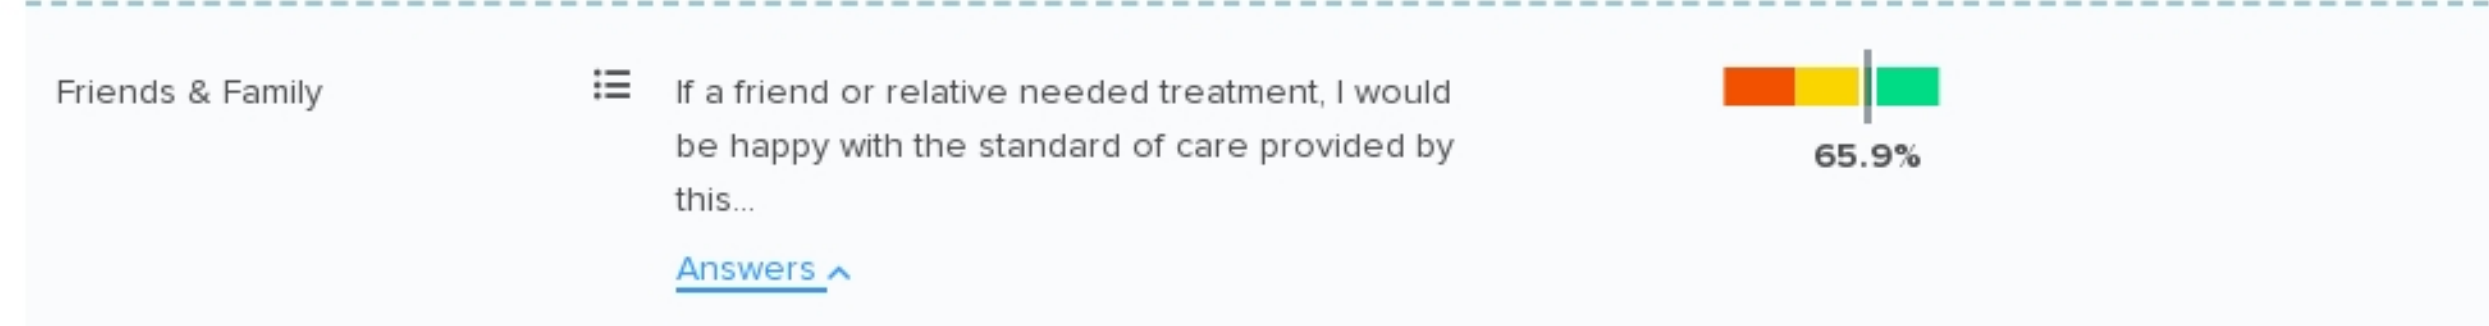 Friends & Family
If a friend or relative needed treatment, I would
be happy with the standard of care provided by
this...
65.9%
Answers